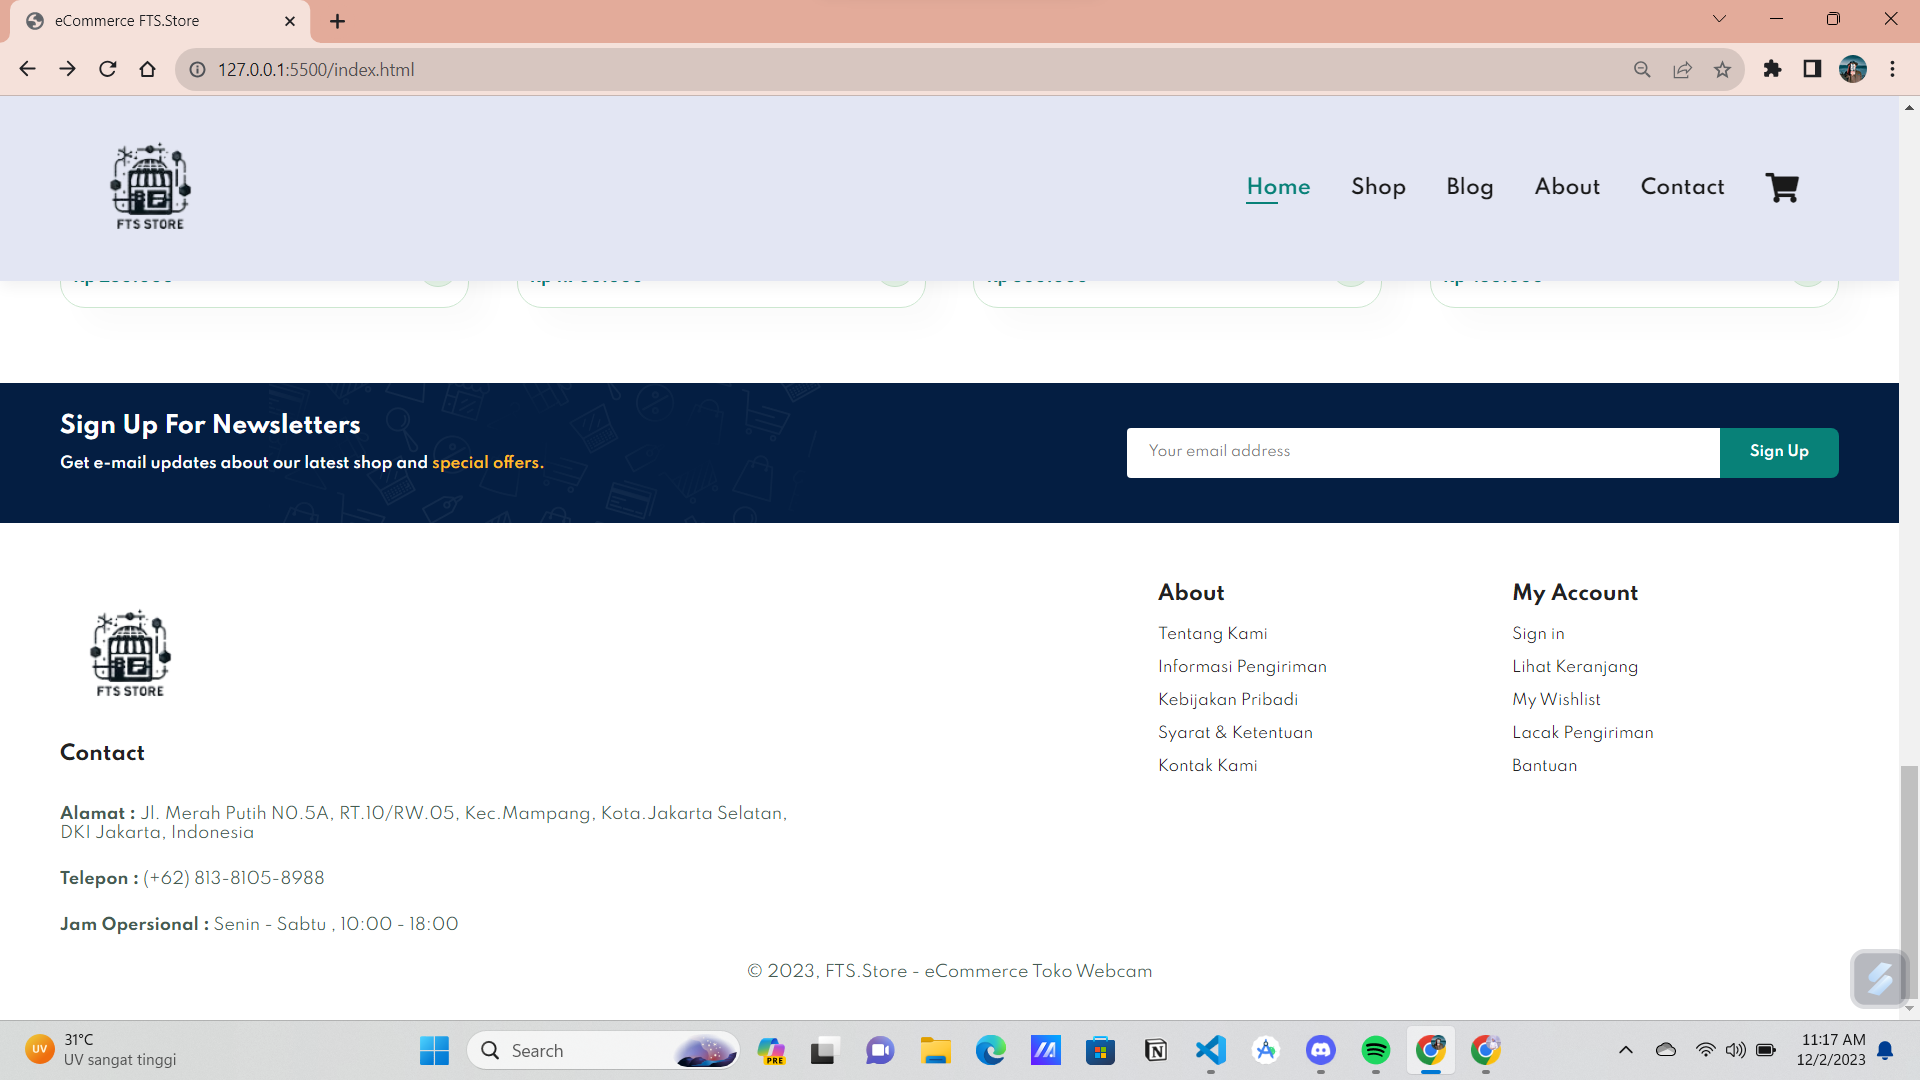 eCommerce FTS.Store
127.0.0.1:5500/index.html
FTS STORE
Home Shop Blog About Contact
Sign Up For Newsletters
Get e-mail updates about our latest shop and special offers.
Your email address
Sign Up
FTS STORE
Contact
Alamat : Jl. Merah Putih N0.5A, RT.10/RW.05, Kec.Mampang, Kota.Jakarta Selatan,
DKI Jakarta, Indonesia
Telepon : (+62) 813-8105-8988
Jam Opersional : Senin - Sabtu , 10:00 - 18:00
About
Tentang Kami
Informasi Pengiriman
Kebijakan Pribadi
Syarat & Ketentuan
Kontak Kami
My Account
Sign in
Lihat Keranjang
My Wishlist
Lacak Pengiriman
Bantuan
© 2023, FTS.Store - eCommerce Toko Webcam
UV
31°C
UV sangat tinggi
Search
PRE
11:17 AM
12/2/2023